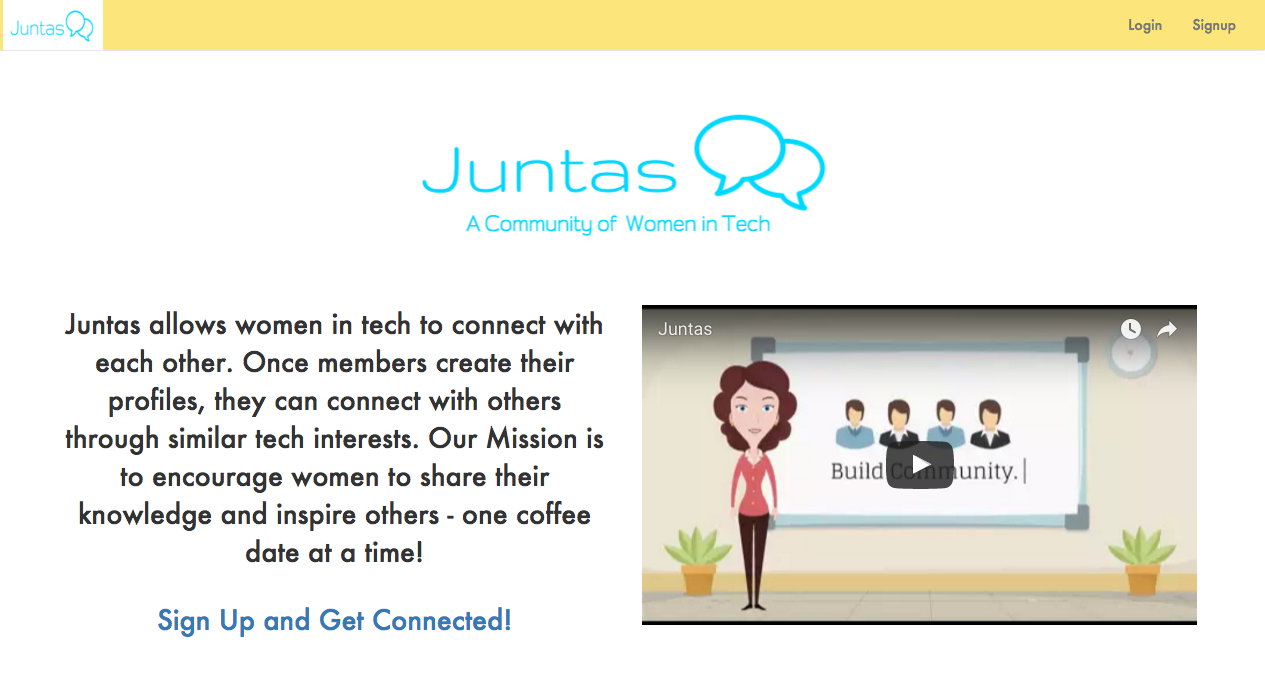 Juntas
Login
Signup
Juntas
A Community of Women in Tech
Juntas allows women in tech to connect with
each other. Once members create their
profiles, they can connect with others
through similar tech interests. Our Mission is
to encourage women to share their
knowledge and inspire others - one coffee
date at a time!
Sign Up and Get Connected!
Juntas
Build Community.